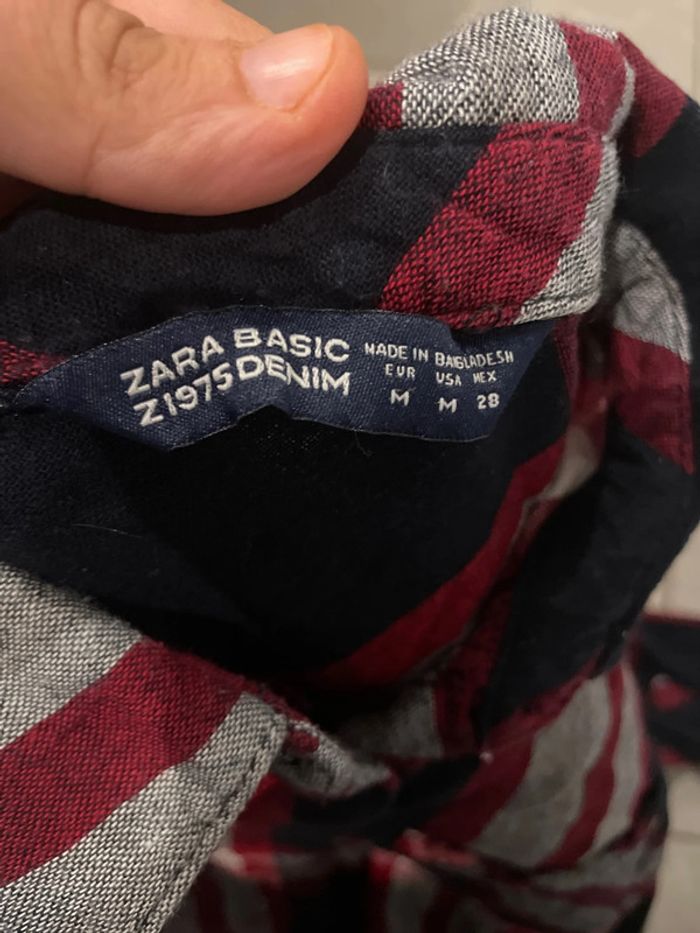 ZARA BASIC
Z1975 DENIM
MADE IN BANGLADESH
EUR USA MEX
M M 28